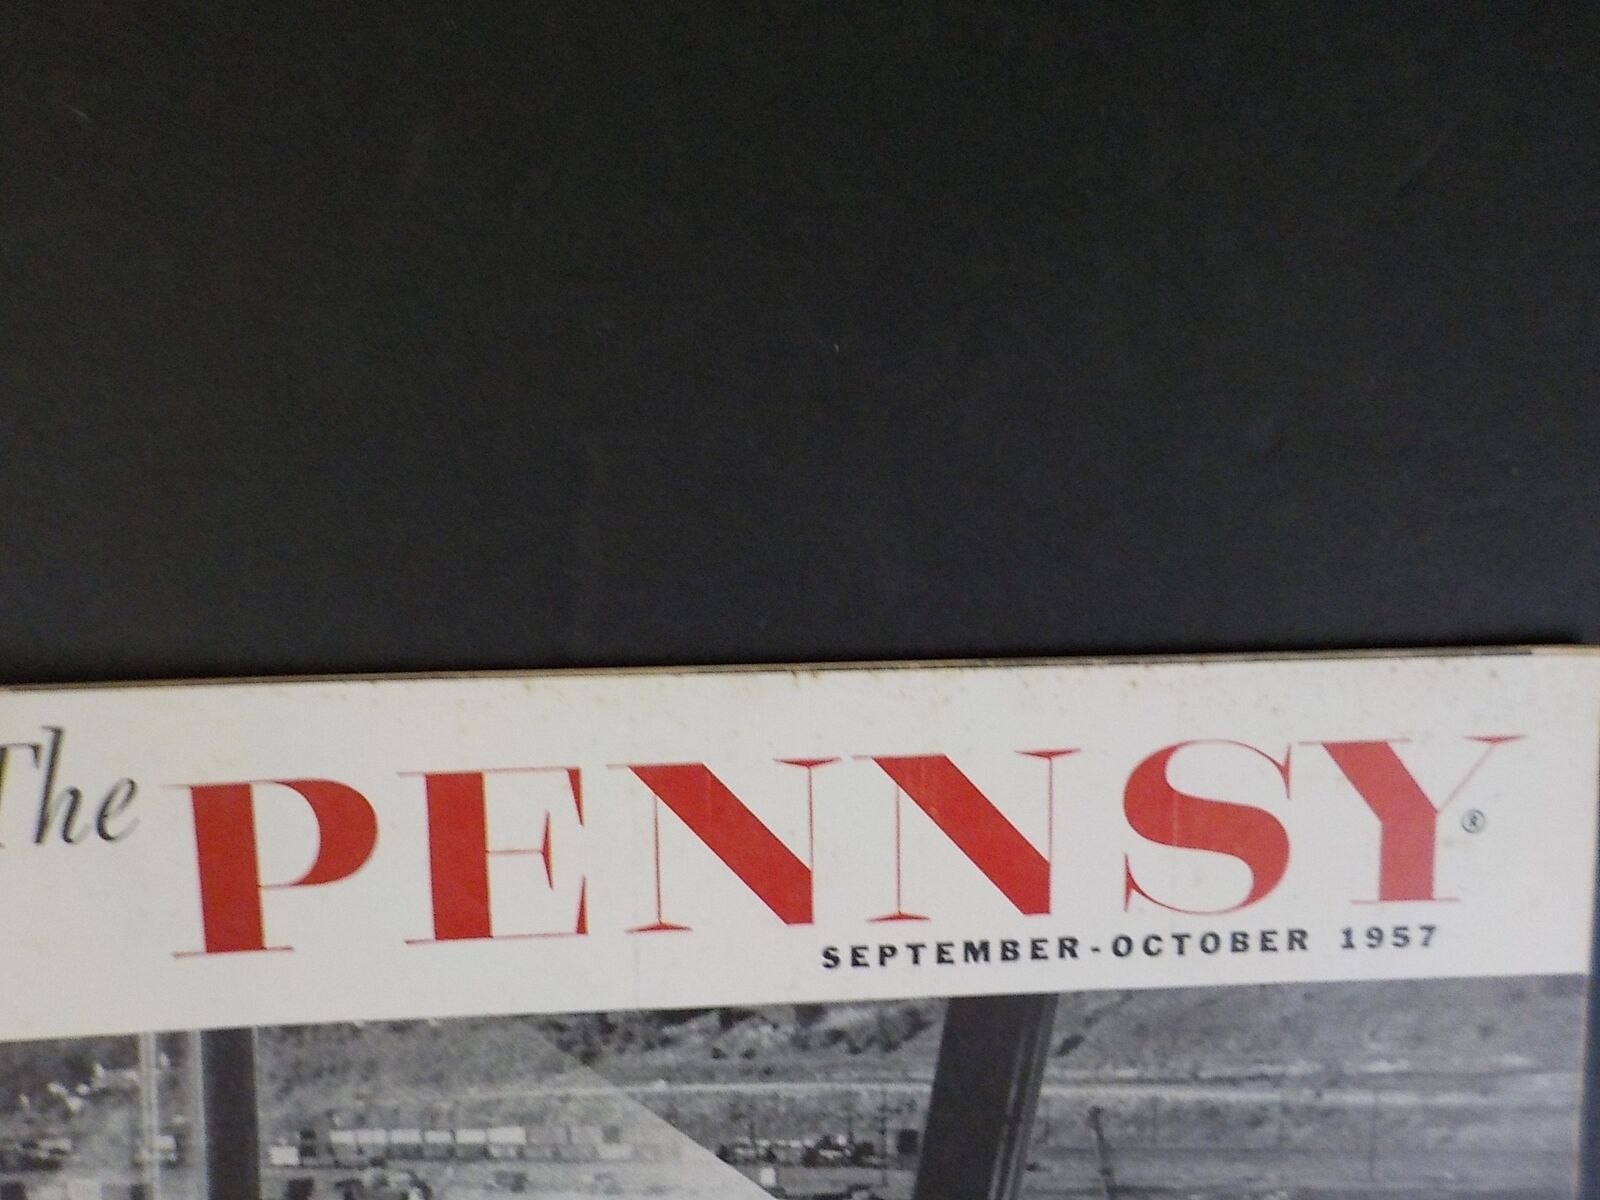 The PENNSY®
SEPTEMBER-OCTOBER 1957